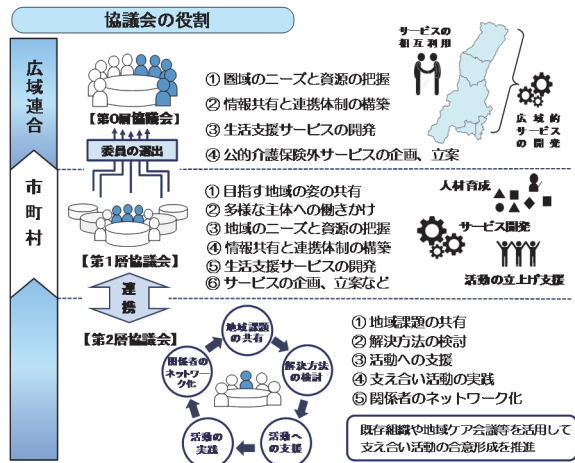 協議会の役割
広域連合
【第0層協議会】
委員の選出
① 圏域のニーズと資源の把握
② 情報共有と連携体制の構築
③ 生活支援サービスの開発
④ 公的介護保険外サービスの企画、立案
サービスの
相互利用
広域的
サービス
の開発
市町村
【第1層協議会】
① 目指す地域の姿の共有
② 多様な主体への働きかけ
③ 地域のニーズと資源の把握
④ 情報共有と連携体制の構築
⑤ 生活支援サービスの開発
⑥ サービスの企画、立案など
人材育成
サービス開発
活動の立上げ支援
連携
【第2層協議会】
地域課題
の共有
解決方法
の検討
活動へ
の支援
活動
の実践
関係者の
ネットワー
ク化
① 地域課題の共有
② 解決方法の検討
③ 活動への支援
④ 支え合い活動の実践
⑤ 関係者のネットワーク化
既存組織や地域ケア会議等を活用して
支え合い活動の合意形成を推進